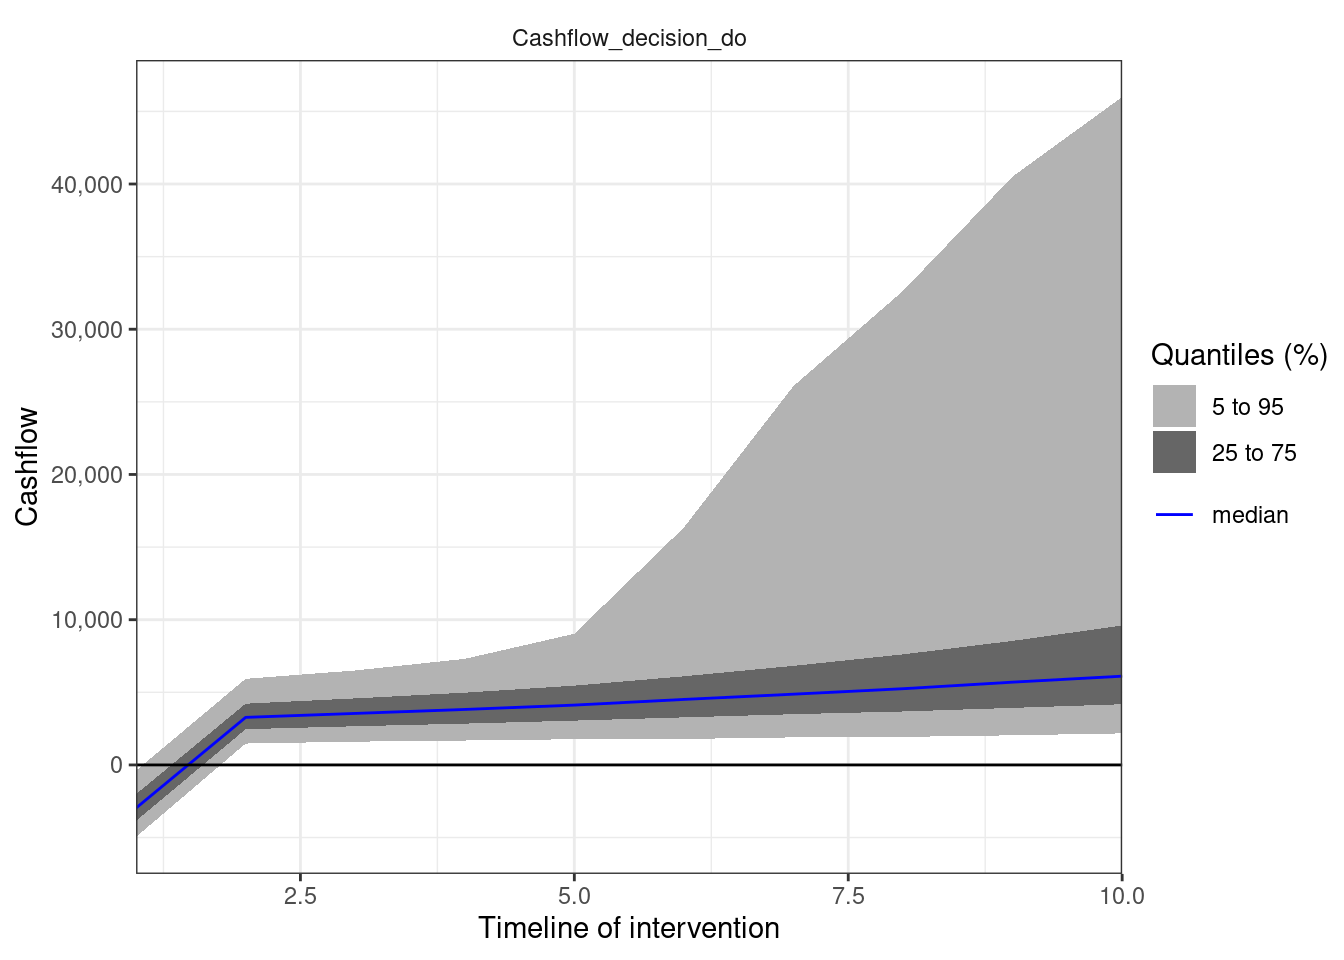 Cashflow_decision_do
Cashflow
40,000
30,000
20,000
10,000
0
2.5
5.0
7.5
10.0
Timeline of intervention
Quantiles (%)
5 to 95
25 to 75
median